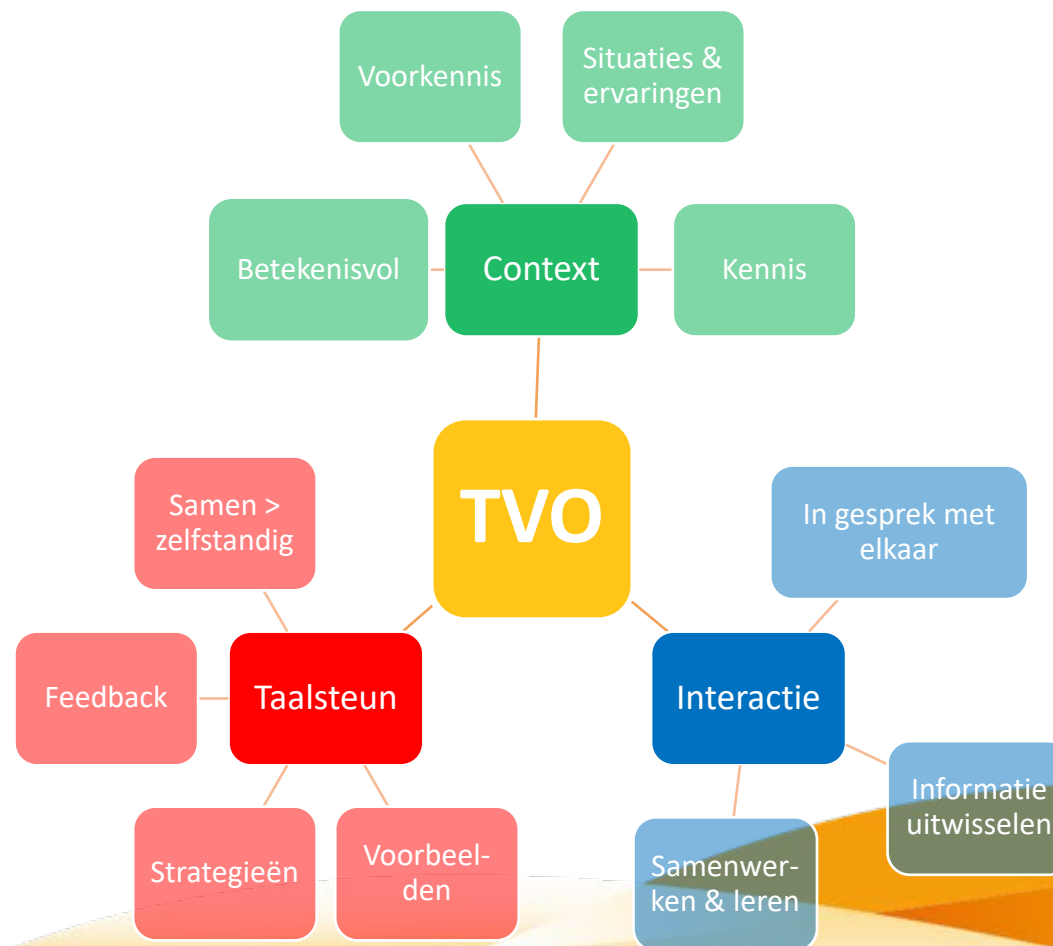 Voorkennis
Situaties &
ervaringen
Betekenisvol
Context
Kennis
TVO
Samen >
zelfstandig
In gesprek met
elkaar
Feedback
Taalsteun
Interactie
Strategieën
Voorbeel-
den
Samenwer-
ken & leren
Informatie
uitwisselen